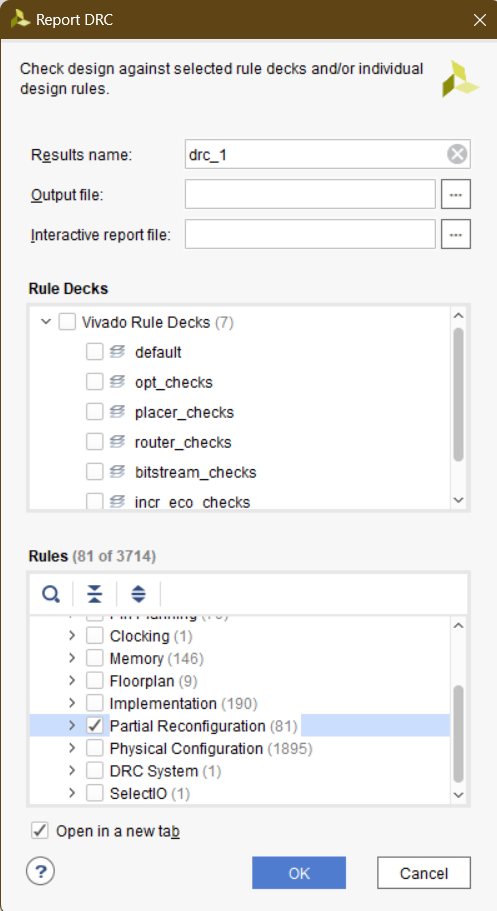 Report DRC
Check design against selected rule decks and/or individual
design rules.
Results name: drc_1
Output file: ...
Interactive report file: ...
Rule Decks
Vivado Rule Decks (7)
default
opt_checks
placer_checks
router_checks
bitstream_checks
incr_eco_checks
Rules (81 of 3714)
Clocking (1)
Memory (146)
Floorplan (9)
Implementation (190)
Partial Reconfiguration (81)
Physical Configuration (1895)
DRC System (1)
SelectIO (1)
Open in a new tab
? OK Cancel